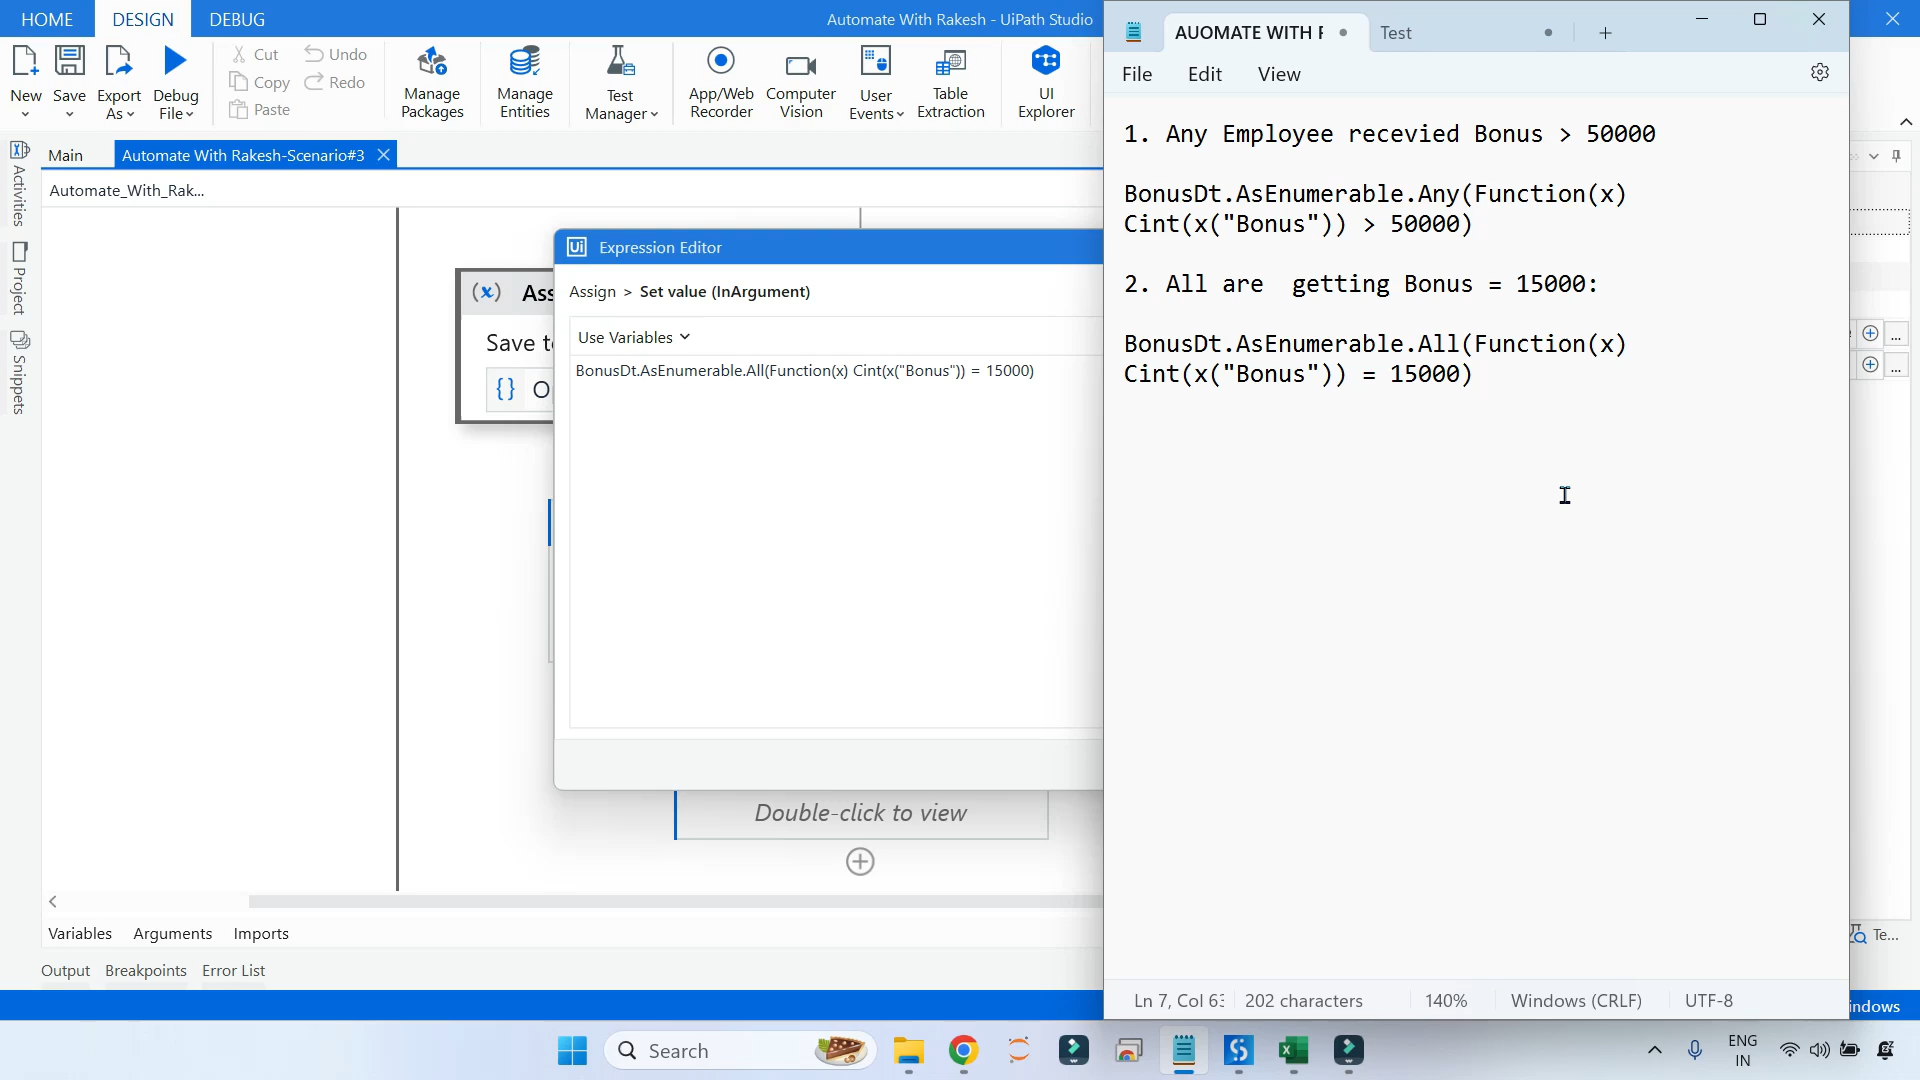 HOME
DESIGN
DEBUG
Automate With Rakesh - UiPath Studio
New
Save
Export As
Debug File
Cut
Copy
Paste
Undo
Redo
Manage Packages
Manage Entities
Test Manager
App/Web Recorder
Computer Vision
User Events
Table Extraction
UI Explorer
Main
Automate With Rakesh-Scenario#3
Automate_With_Rak...
Activities
Project
Snippets
Ass
Save to
O
Ui Expression Editor
Assign > Set value (InArgument)
Use Variables
BonusDt.AsEnumerable.All(Function(x) Cint(x("Bonus")) = 15000)
Double-click to view
Variables
Arguments
Imports
Output
Breakpoints
Error List
AUOMATE WITH
Test
File
Edit
View
1. Any Employee recevied Bonus > 50000
BonusDt.AsEnumerable.Any(Function(x)
Cint(x("Bonus")) > 50000)
2. All are  getting Bonus = 15000:
BonusDt.AsEnumerable.All(Function(x)
Cint(x("Bonus")) = 15000)
Ln 7, Col
202 characters
140%
Windows (CRLF)
UTF-8
Te...
indows
Search
ENG
IN